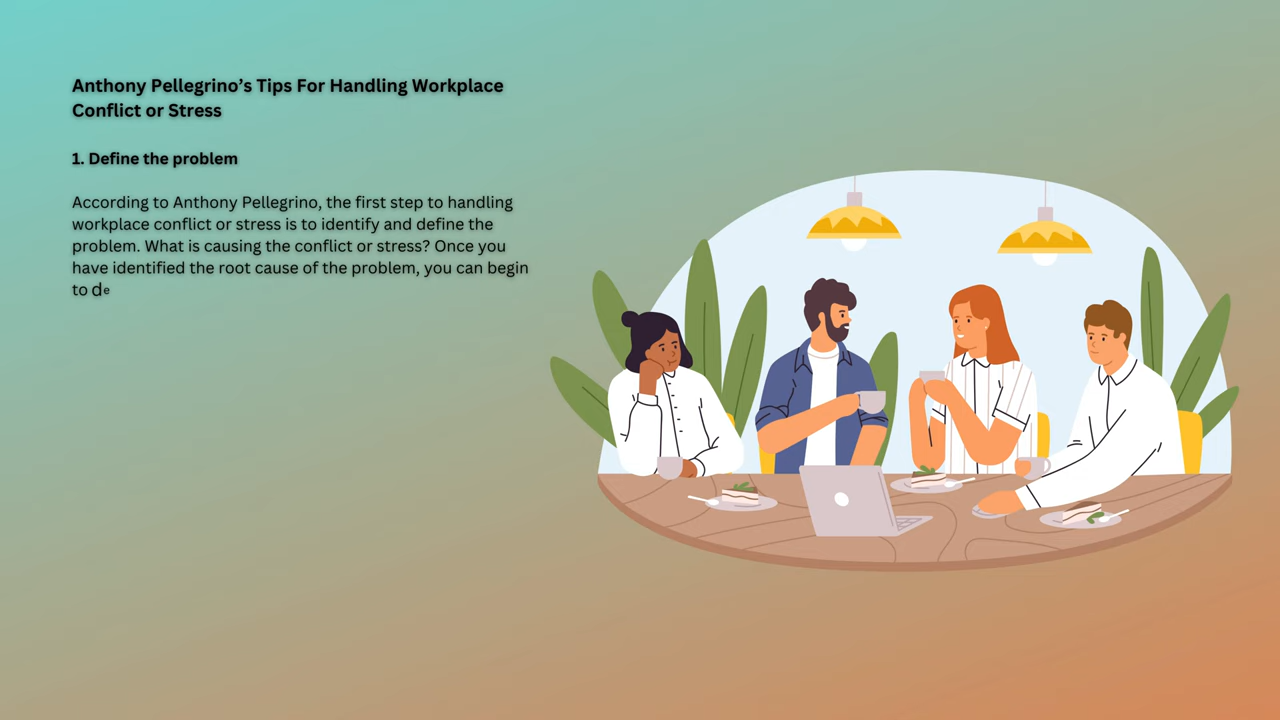 Anthony Pellegrino’s Tips For Handling Workplace
Conflict or Stress
1. Define the problem
According to Anthony Pellegrino, the first step to handling
workplace conflict or stress is to identify and define the
problem. What is causing the conflict or stress? Once you
have identified the root cause of the problem, you can begin
to de